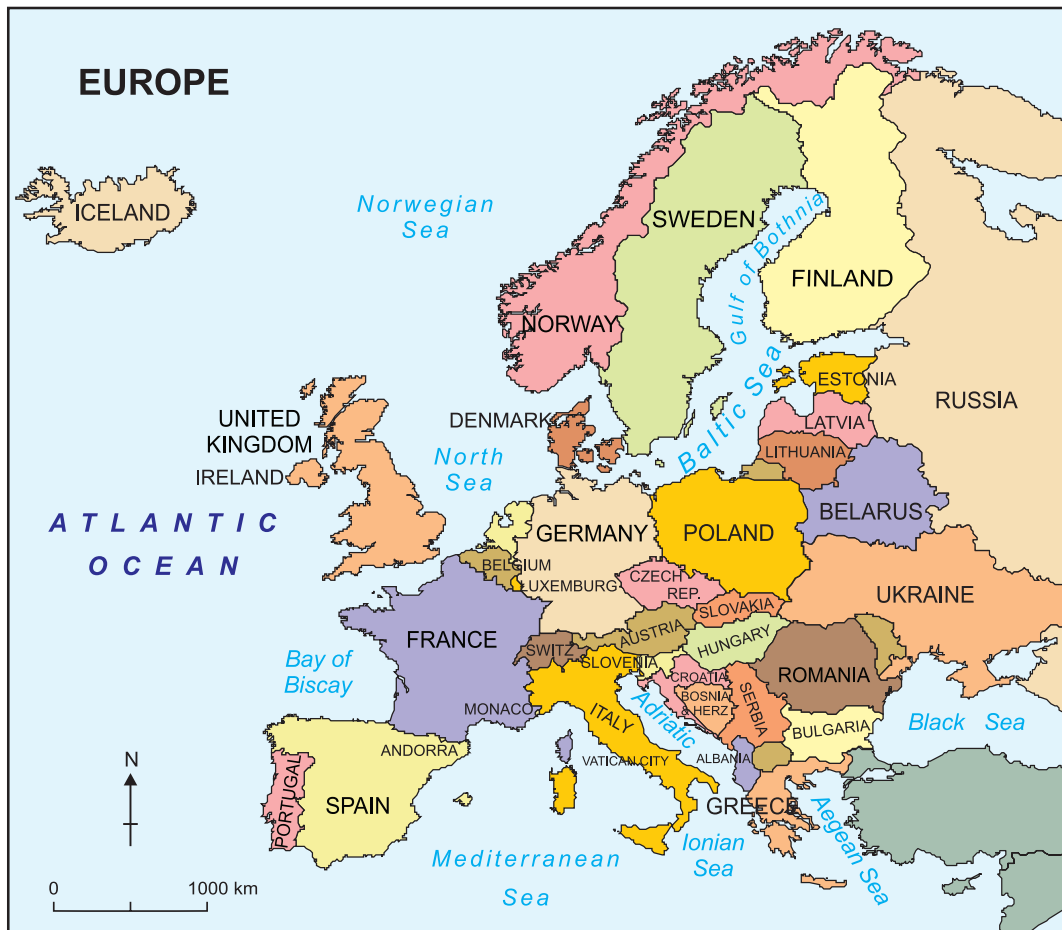 EUROPE
ICELAND
Norwegian
Sea
SWEDEN
Gulf of Bothnia
FINLAND
NORWAY
ESTONIA
RUSSIA
UNITED
KINGDOM
DENMARK
Baltic Sea
LATVIA
IRELAND
North
Sea
LITHUANIA
ATLANTIC
OCEAN
GERMANY
POLAND
BELARUS
BELGIUM
LUXEMBURG
CZECH
REP.
UKRAINE
SLOVAKIA
FRANCE
AUSTRIA
HUNGARY
SWITZ
SLOVENIA
Bay of
Biscay
CROATIA
ROMANIA
BOSNIA
& HERZ
SERBIA
MONACO
ITALY
Adriatic
Black Sea
BULGARIA
ANDORRA
VATICAN CITY
ALBANIA
N
PORTUGAL
SPAIN
GREECE
Aegean Sea
Ionian
Sea
Mediterranean
Sea
0 1000 km